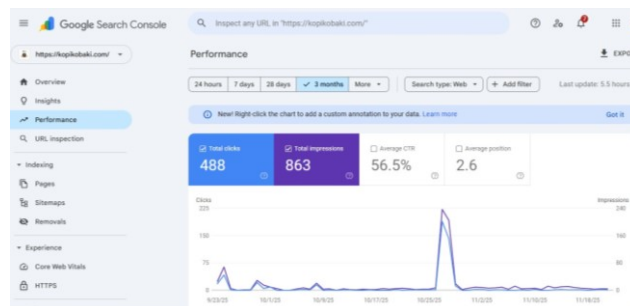 Google Search Console
Inspect any URL in "https://kopikobaki.com/"
https://kopikobaki.com/
Performance
EXPO
24 hours 7 days 28 days 3 months More Search type: Web + Add filter Last update: 5.5 hours
Overview
Insights
Performance
URL inspection
New! Right-click the chart to add a custom annotation to your data. Learn more Got it
Indexing
Pages
Sitemaps
Removals
Experience
Core Web Vitals
HTTPS
Total clicks
488
Total impressions
863
Average CTR
56.5%
Average position
2.6
Clicks
Impressions
225
150
75
0
240
160
80
0
9/23/25 10/1/25 10/9/25 10/17/25 10/25/25 11/2/25 11/10/25 11/18/25